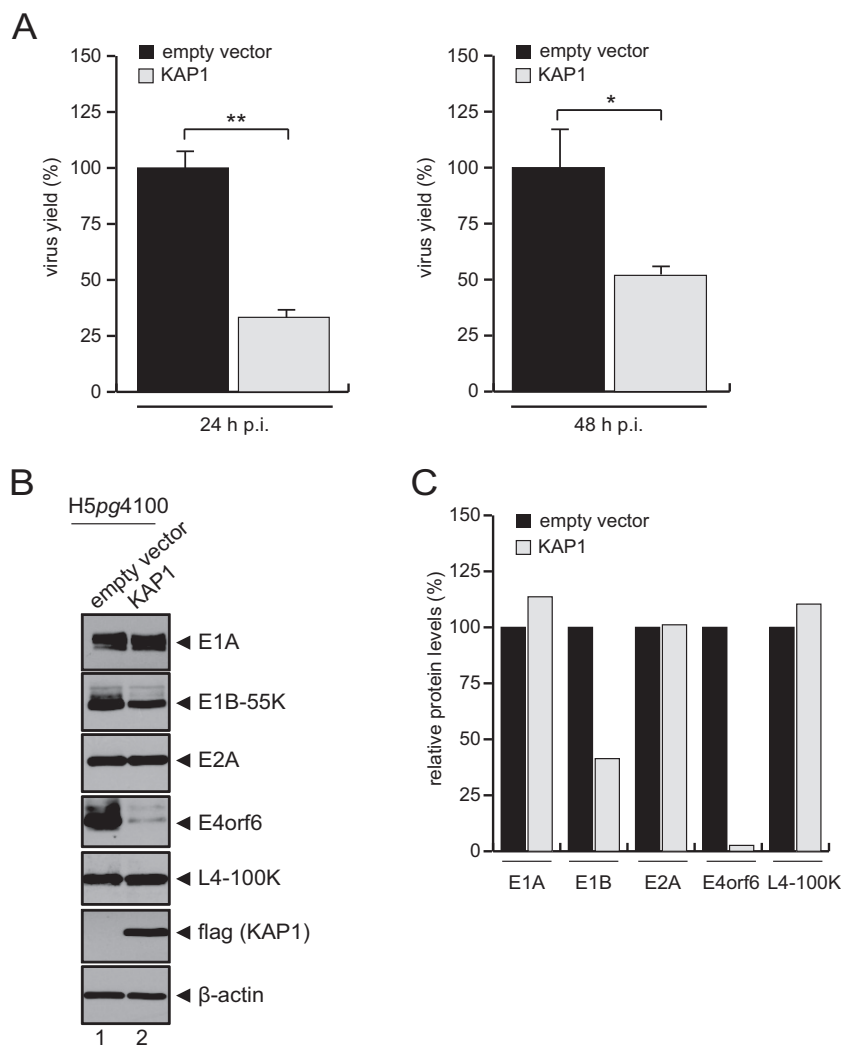 A
150
125
100
75
50
25
0
virus yield (%)
empty vector
KAP1
**
24 h p.i.
150
125
100
75
50
25
0
virus yield (%)
empty vector
KAP1
*
48 h p.i.
B
H5pg4100
empty vector
KAP1
E1A
E1B-55K
E2A
E4orf6
L4-100K
flag (KAP1)
β-actin
1 2
C
150
125
100
75
50
25
0
relative protein levels (%)
empty vector
KAP1
E1A E1B E2A E4orf6 L4-100K